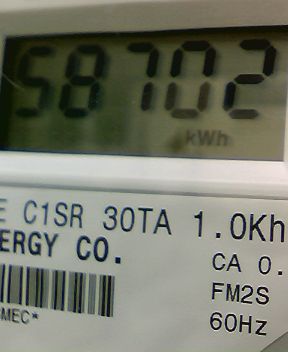 58702
kWh
E C1SR 30TA 1.0Kh
ERGY CO.
CA 0.
FM2S
60Hz
MEC*